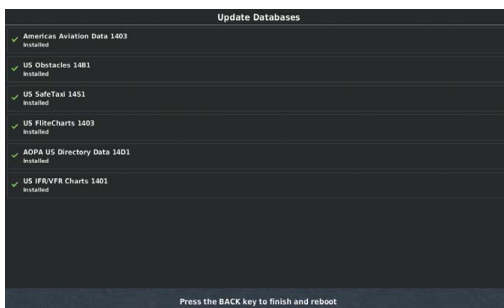 Update Databases
Americas Aviation Data 1403
Installed
US Obstacles 14B1
Installed
US SafeTaxi 14S1
Installed
US FliteCharts 1403
Installed
AOPA US Directory Data 14D1
Installed
US IFR/VFR Charts 1401
Installed
Press the BACK key to finish and reboot